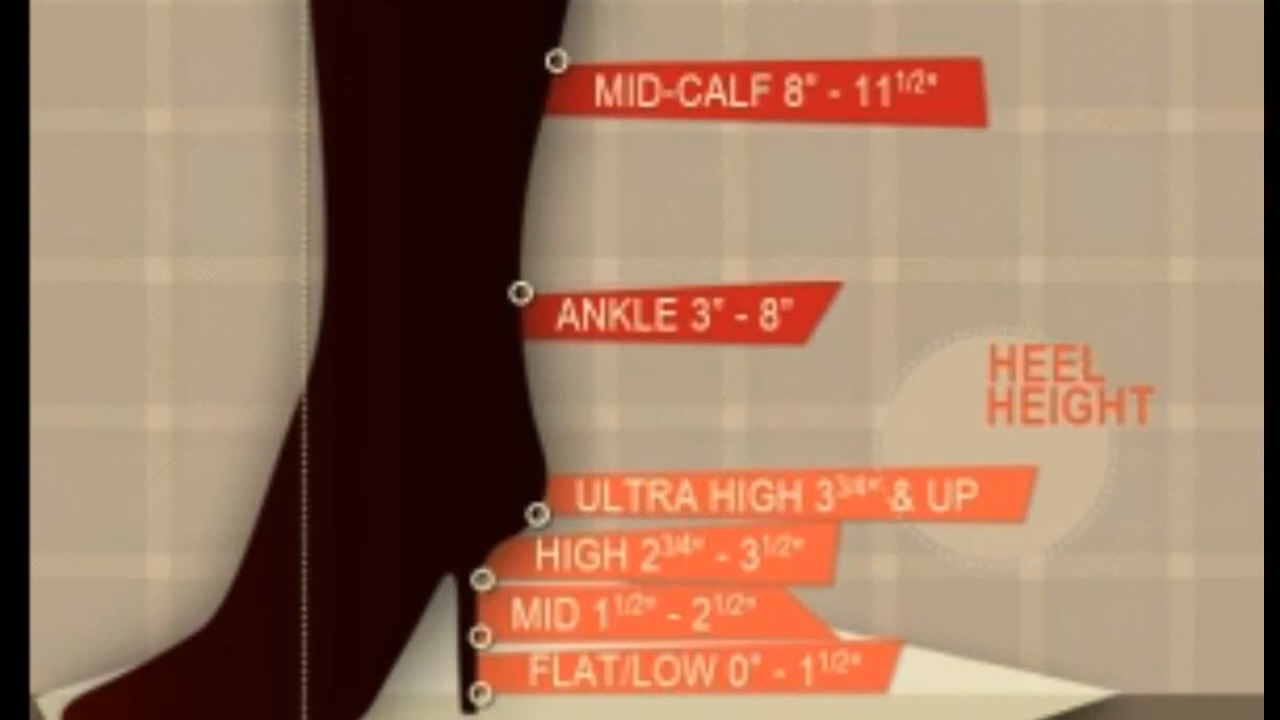 MID-CALF 8" - 11 1/2"
ANKLE 3" - 8"
HEEL
HEIGHT
ULTRA HIGH 3 3/4" & UP
HIGH 2 3/4" - 3 1/2"
MID 1 1/2" - 2 1/2"
FLAT/LOW 0" - 1 1/2"